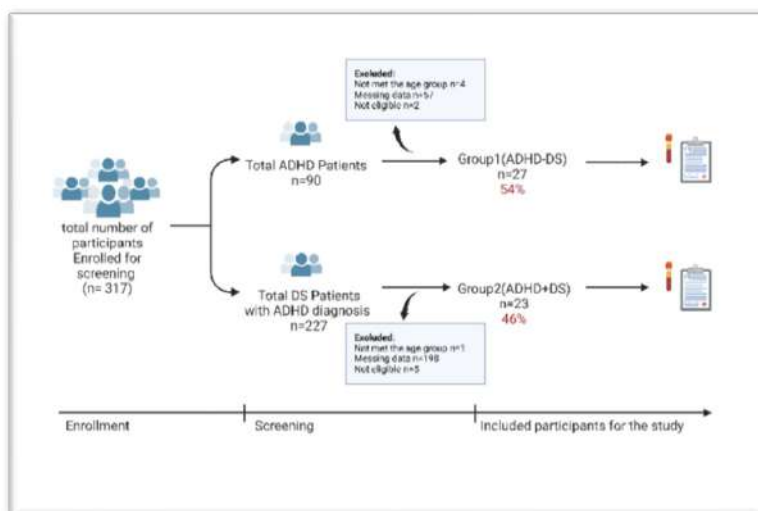 Excluded:
Not met the age group n=4
Messing data n=57
Not eligible n=2
Total ADHD Patients
n=90
Group1(ADHD-DS)
n=27
54%
total number of
participants
Enrolled for
screening
(n= 317)
Total DS Patients
with ADHD diagnosis
n=227
Group2(ADHD+DS)
n=23
46%
Excluded:
Not met the age group n=1
Messing data n=198
Not eligible n=5
Enrollment
Screening
Included participants for the study